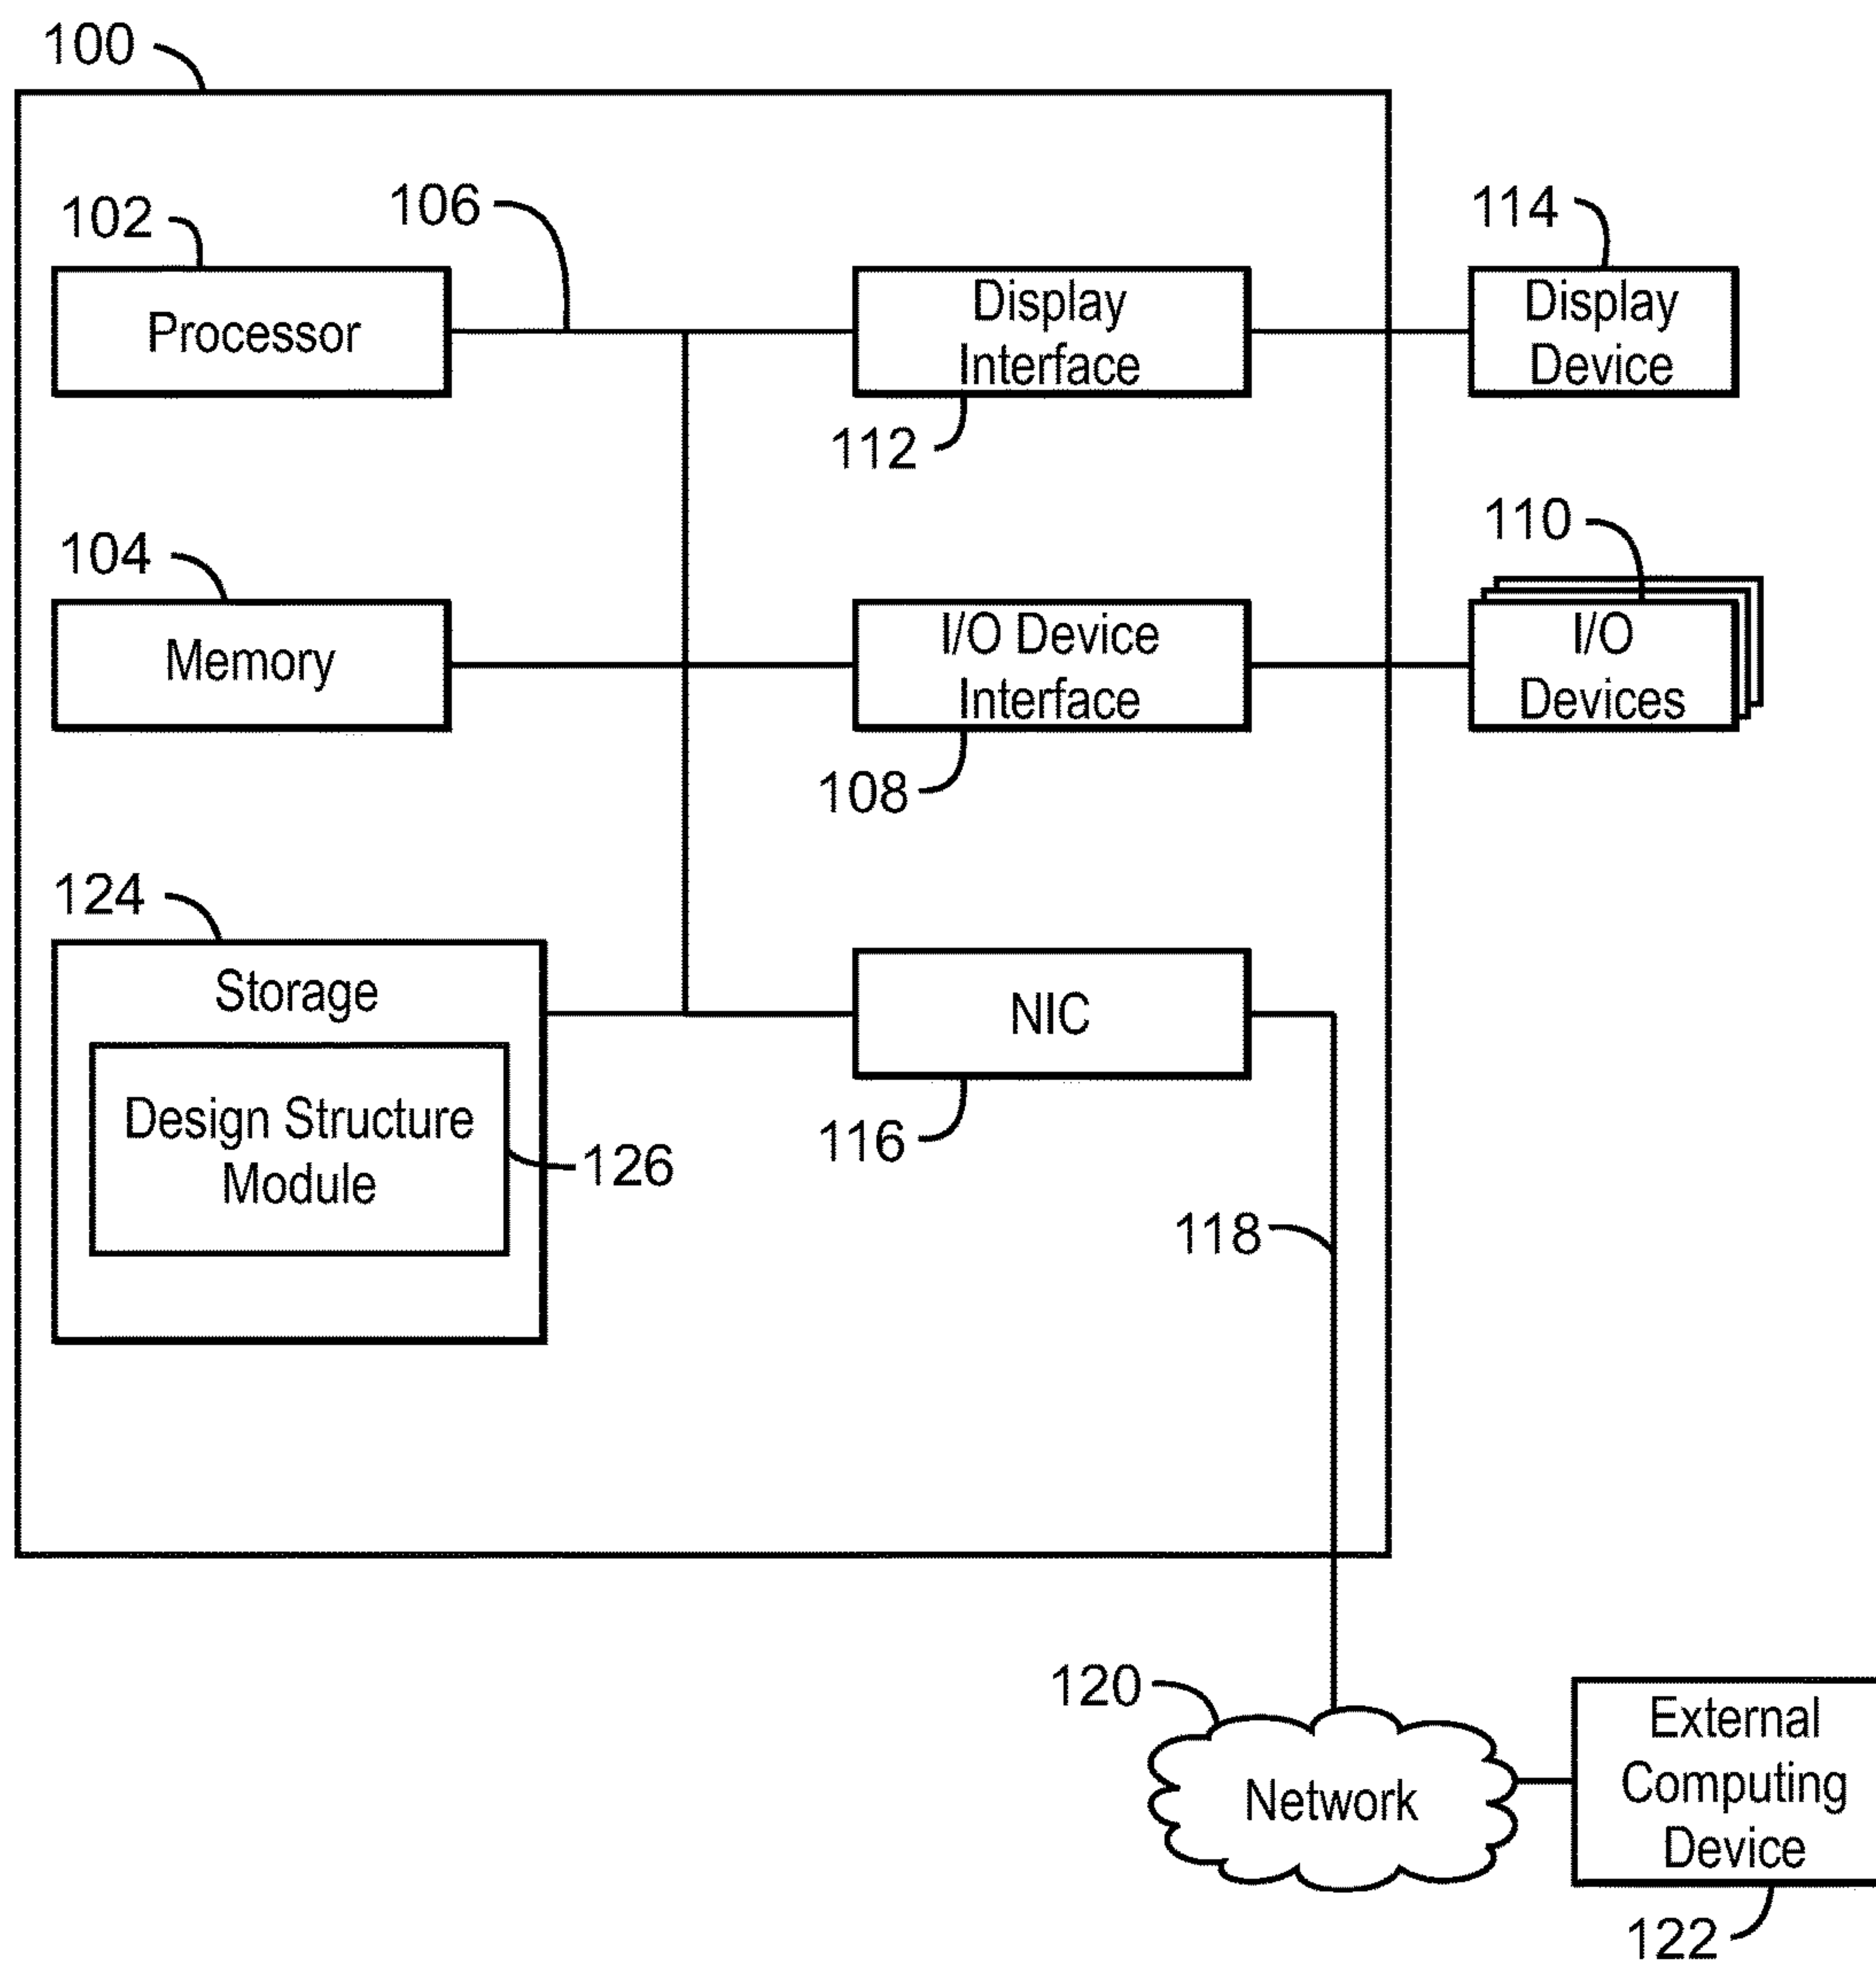 100
102
106
114
Processor
Display
Interface
Display
Device
112
104
110
Memory
I/O Device
Interface
I/O
Devices
108
124
Storage
NIC
Design Structure
Module
126
116
118
120
Network
External
Computing
Device
122